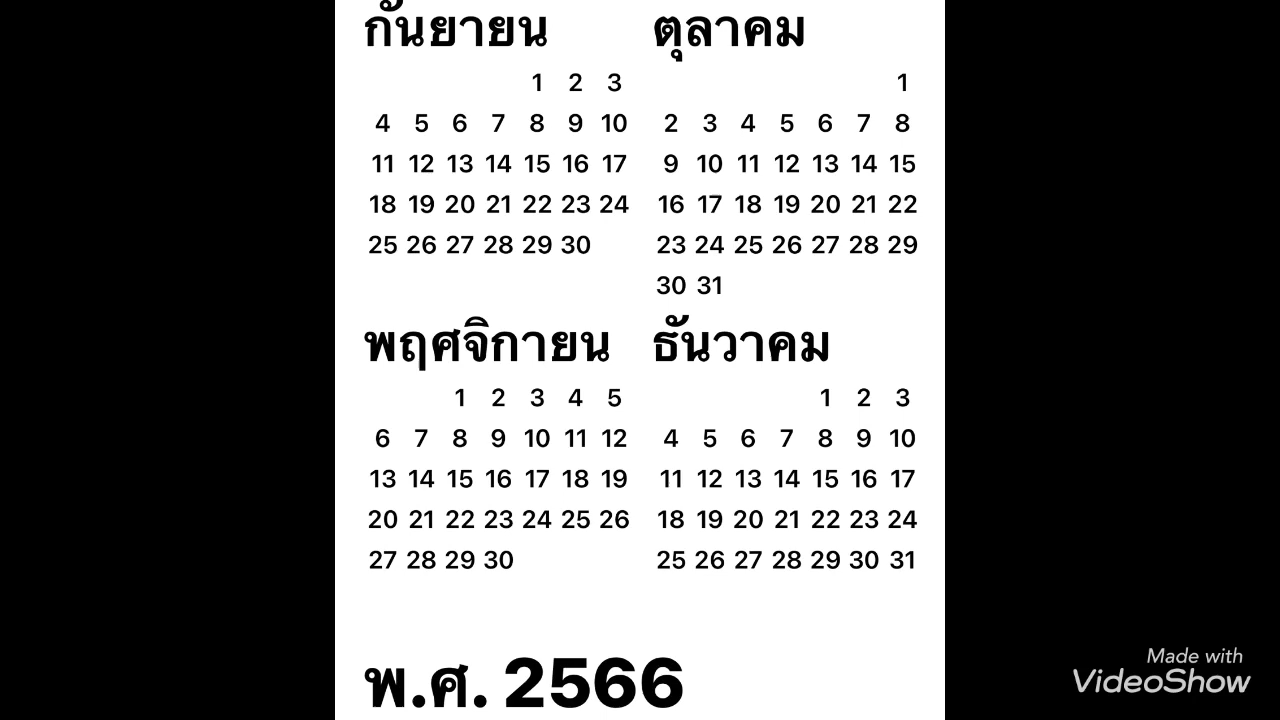 กันยายน ตุลาคม
1 2 3 1
4 5 6 7 8 9 10 2 3 4 5 6 7 8
11 12 13 14 15 16 17 9 10 11 12 13 14 15
18 19 20 21 22 23 24 16 17 18 19 20 21 22
25 26 27 28 29 30 23 24 25 26 27 28 29
30 31
พฤศจิกายน ธันวาคม
1 2 3 4 5 1 2 3
6 7 8 9 10 11 12 4 5 6 7 8 9 10
13 14 15 16 17 18 19 11 12 13 14 15 16 17
20 21 22 23 24 25 26 18 19 20 21 22 23 24
27 28 29 30 25 26 27 28 29 30 31
พ.ศ. 2566
Made with
VideoShow